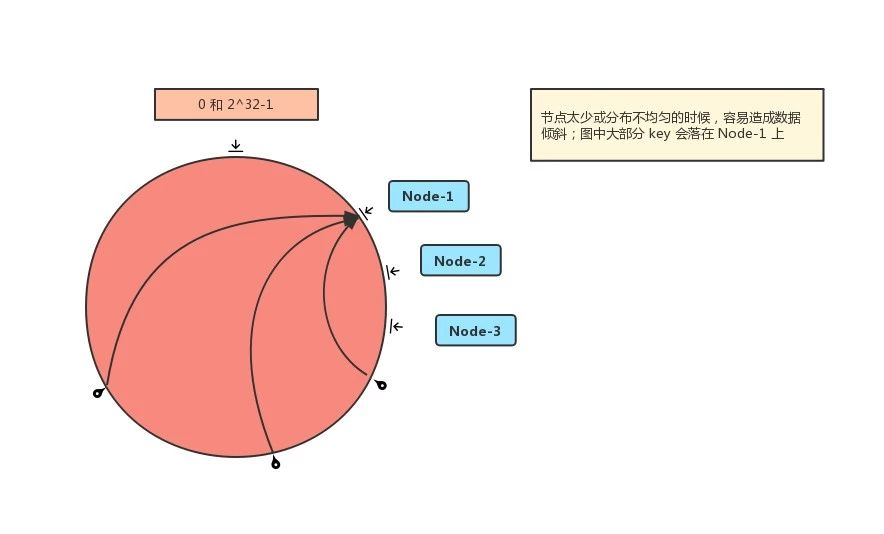 0 和 2^32-1
节点太少或分布不均匀的时候，容易造成数据
倾斜；图中大部分 key 会落在 Node-1 上
Node-1
Node-2
Node-3